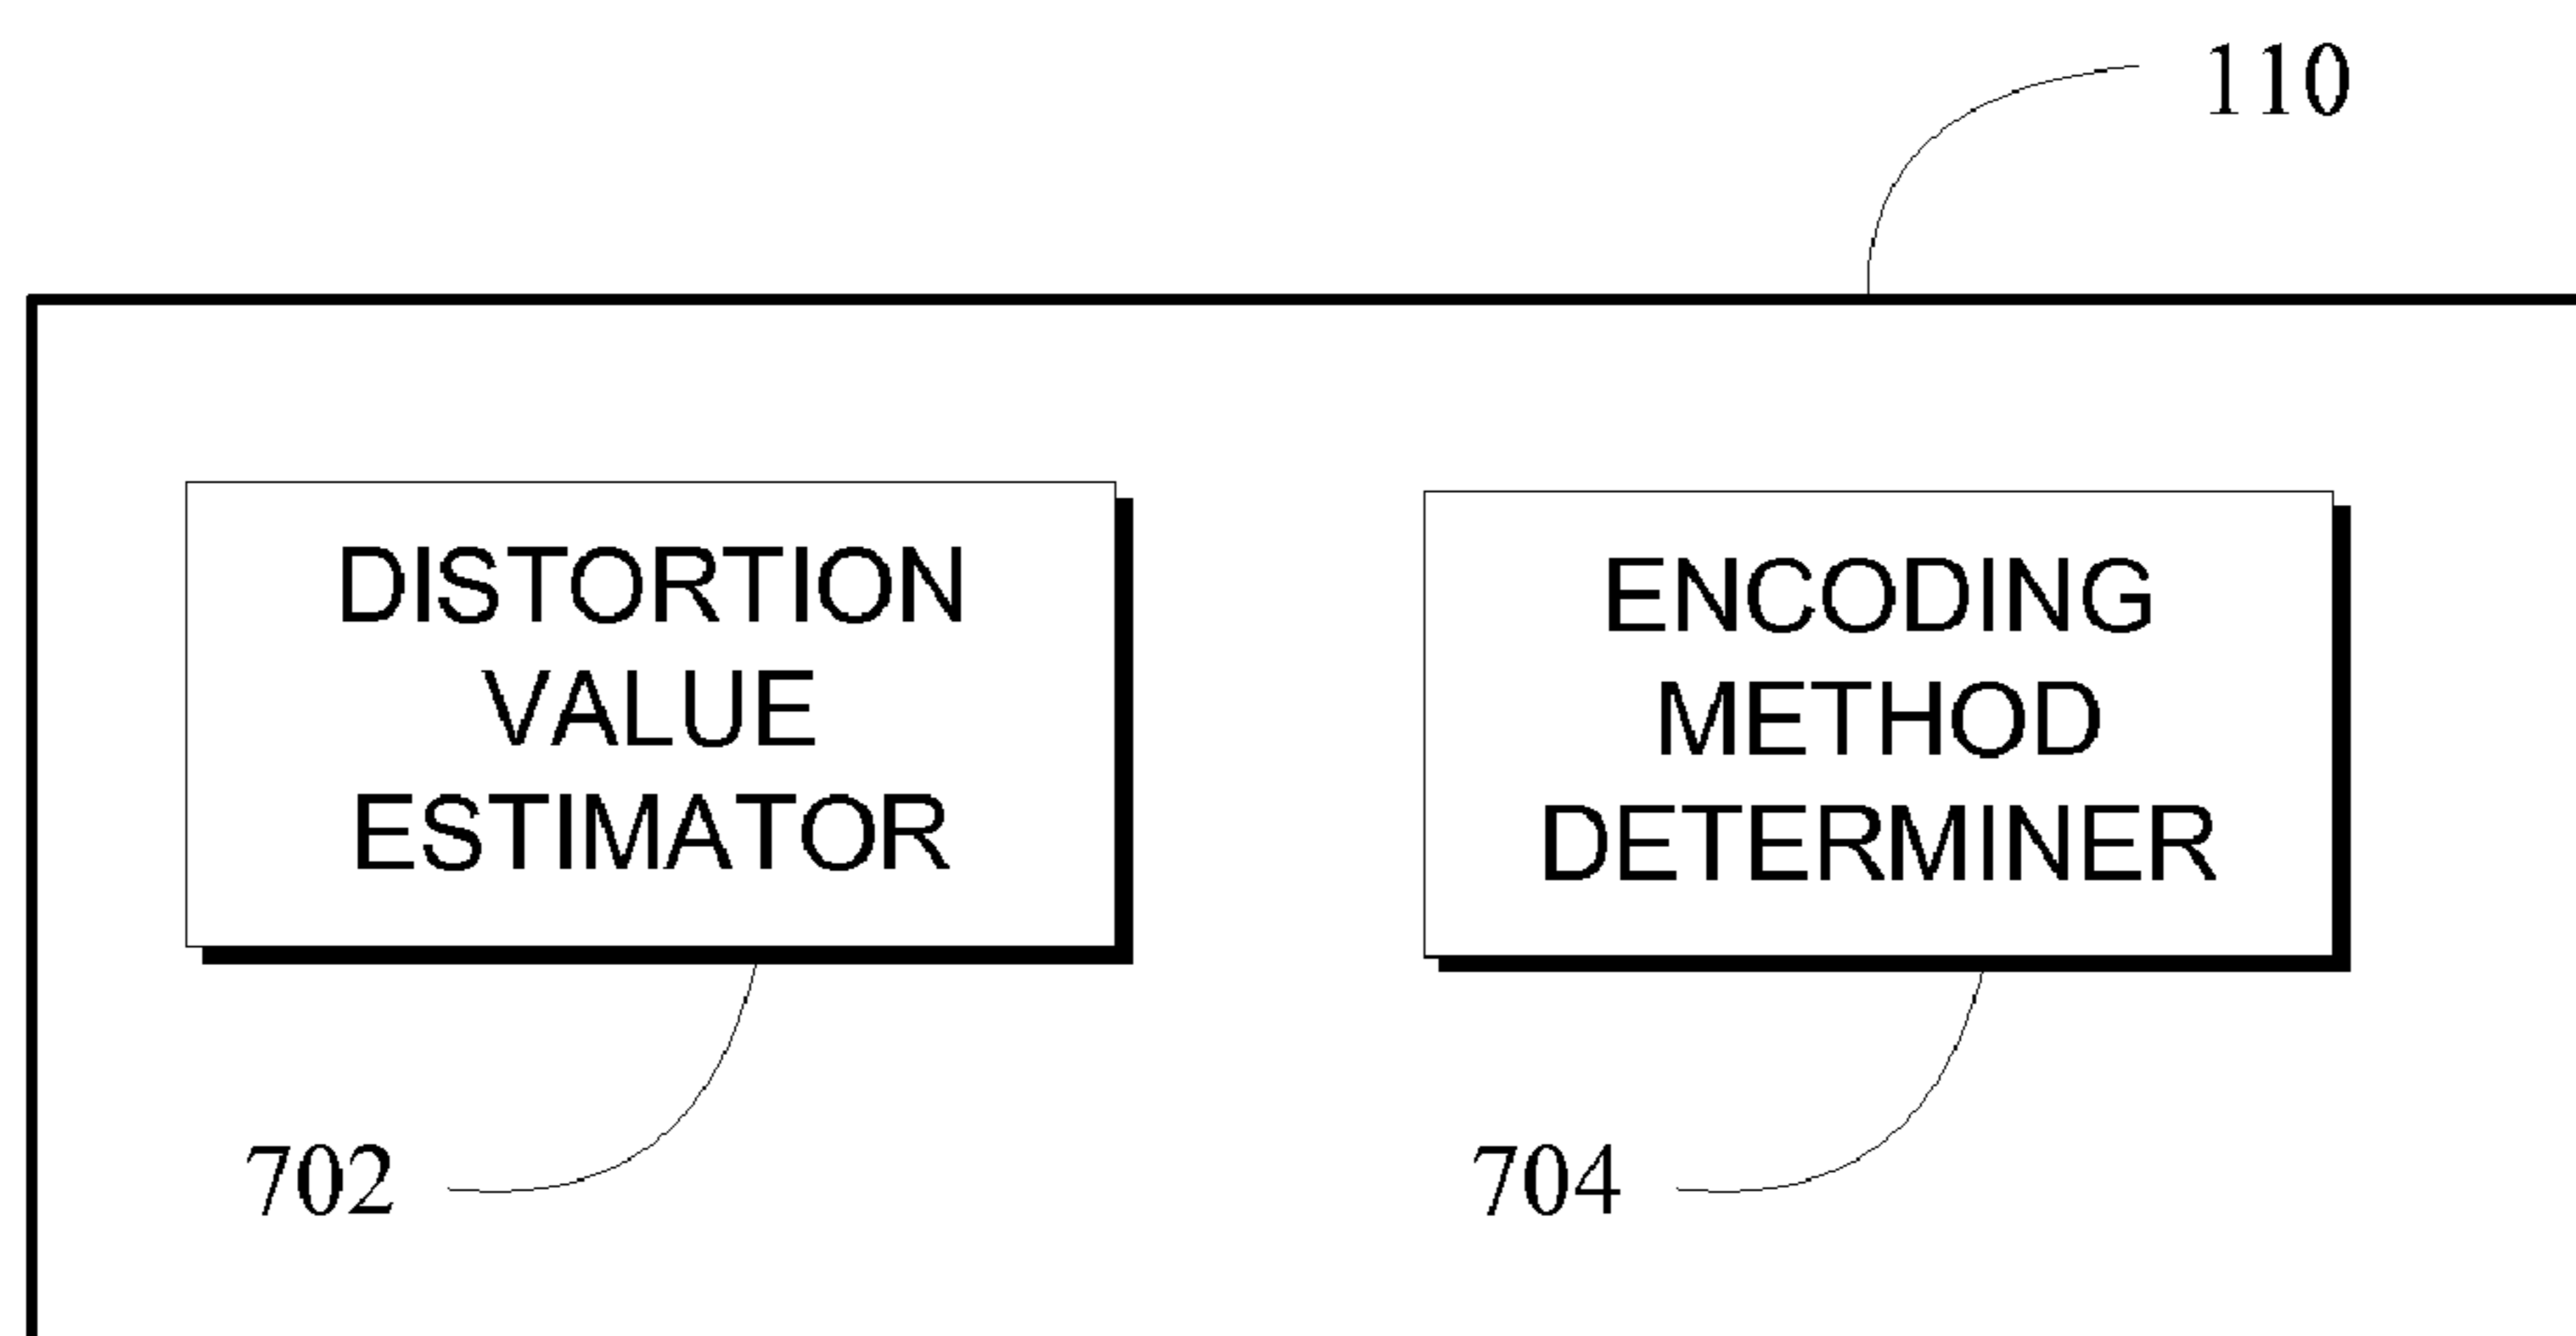 110
DISTORTION
VALUE
ESTIMATOR
ENCODING
METHOD
DETERMINER
702
704